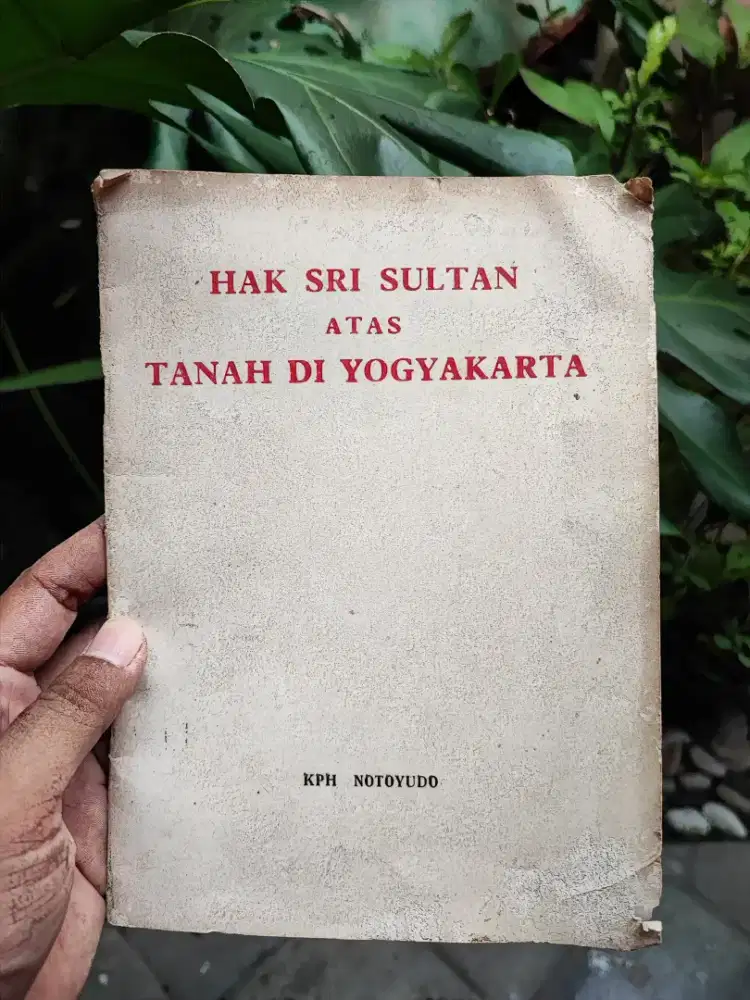 HAK SRI SULTAN
ATAS
TANAH DI YOGYAKARTA
KPH NOTOYUDO